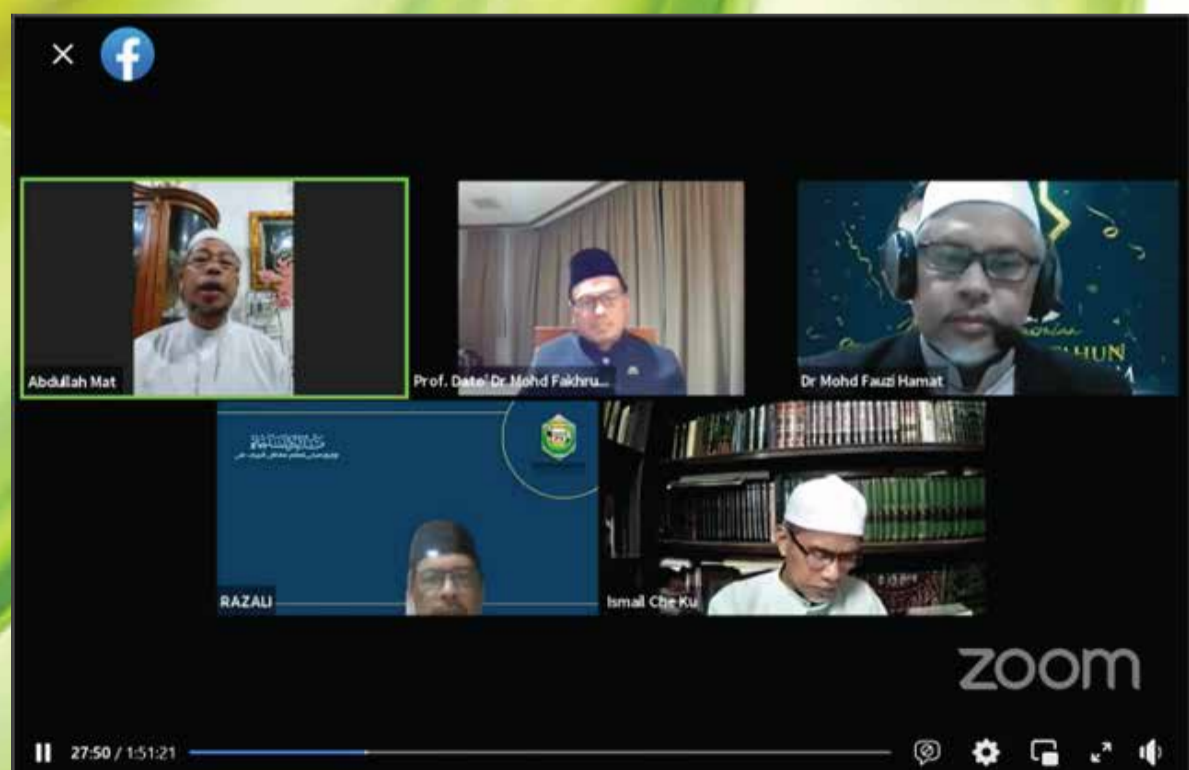 f
Abdullah Mat
Prof. Dato' Dr Mohd Fakhru...
Dr Mohd Fauzi Hamat
TAHUN
RAZALI
Ismail Che Ku
zoom
27:50 / 1:51:21